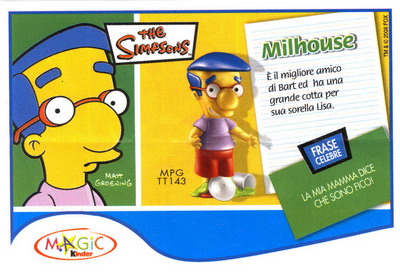 THE
SIMPSONS
Milhouse
È il migliore amico
di Bart ed ha una
grande cotta per
sua sorella Lisa.
TM & © 2008 FOX
MPG
TT143
MATT
GROENING
FRASE
CELEBRE
LA MIA MAMMA DICE
CHE SONO FICO!
MAGIC
Kinder